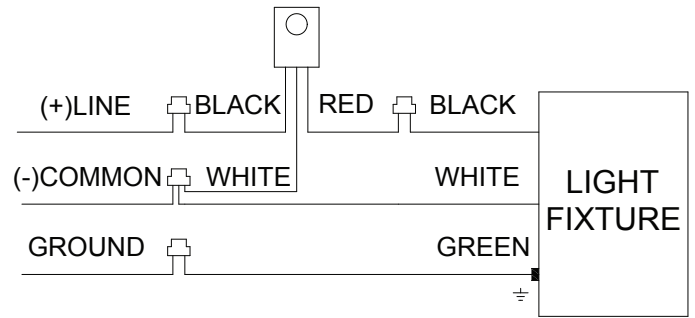 (+)LINE BLACK RED BLACK
(-)COMMON WHITE WHITE
LIGHT
FIXTURE
GROUND GREEN